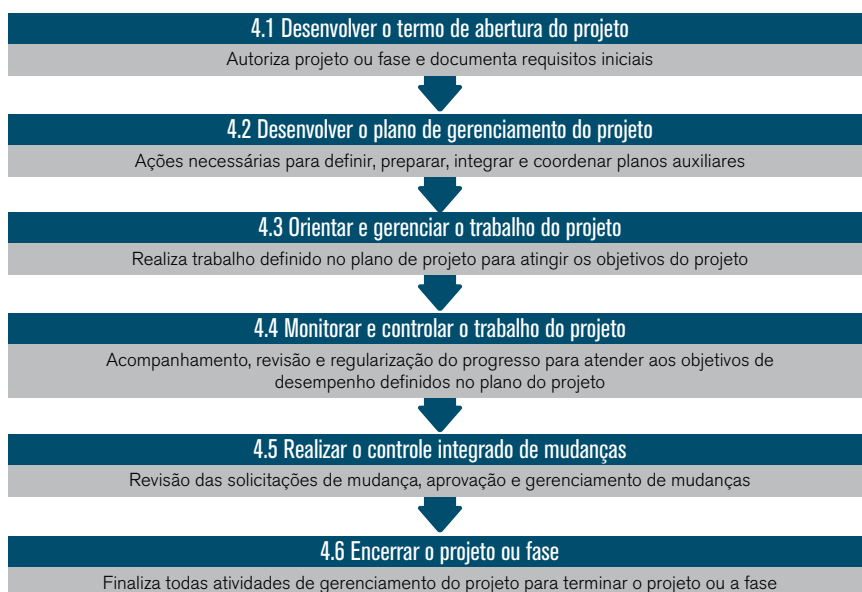 4.1 Desenvolver o termo de abertura do projeto
Autoriza projeto ou fase e documenta requisitos iniciais
4.2 Desenvolver o plano de gerenciamento do projeto
Ações necessárias para definir, preparar, integrar e coordenar planos auxiliares
4.3 Orientar e gerenciar o trabalho do projeto
Realiza trabalho definido no plano de projeto para atingir os objetivos do projeto
4.4 Monitorar e controlar o trabalho do projeto
Acompanhamento, revisão e regularização do progresso para atender aos objetivos de
desempenho definidos no plano do projeto
4.5 Realizar o controle integrado de mudanças
Revisão das solicitações de mudança, aprovação e gerenciamento de mudanças
4.6 Encerrar o projeto ou fase
Finaliza todas atividades de gerenciamento do projeto para terminar o projeto ou a fase